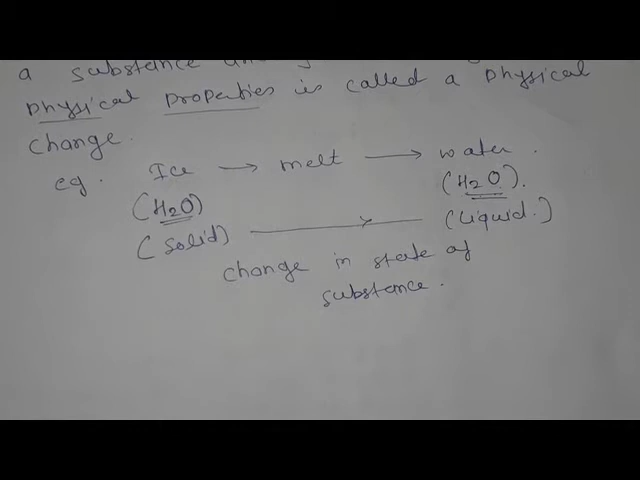 a substance
physical properties is called a physical
change.
eg. Ice → melt → water.
(H2O) (H2O).
(Solid) → (Liquid.)
change in state of
substence.